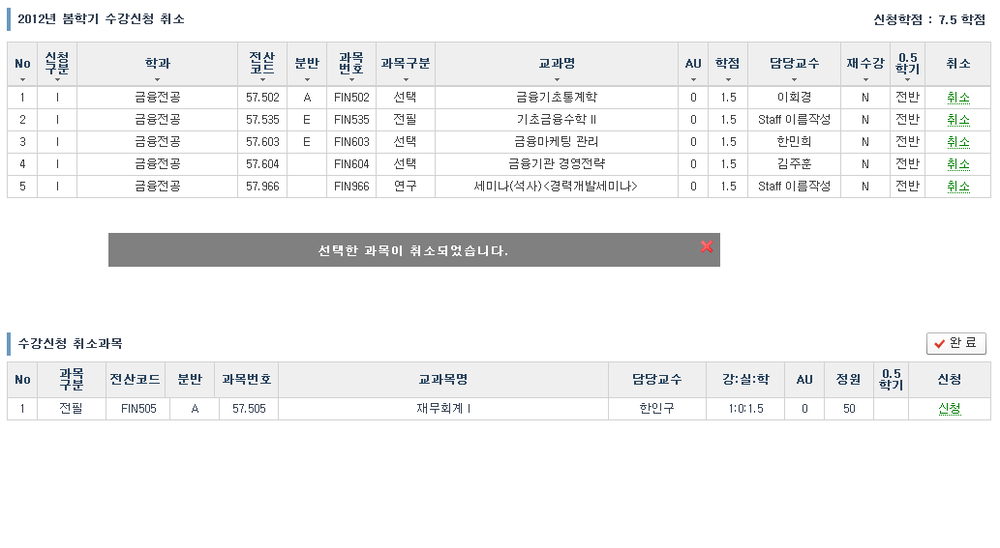 2012년 봄학기 수강신청 취소
신청학점 : 7.5 학점
No 신청구분 학과 전산코드 분반 과목번호 과목구분 교과명 AU 학점 담당교수 재수강 0.5학기 취소
1 I 금융전공 57.502 A FIN502 선택 금융기초통계학 0 1.5 이회경 N 전반 취소
2 I 금융전공 57.535 E FIN535 전필 기초금융수학 II 0 1.5 Staff 이름작성 N 전반 취소
3 I 금융전공 57.603 E FIN603 선택 금융마케팅 관리 0 1.5 한민희 N 전반 취소
4 I 금융전공 57.604 FIN604 선택 금융기관 경영전략 0 1.5 김주훈 N 전반 취소
5 I 금융전공 57.966 FIN966 연구 세미나(석사)<경력개발세미나> 0 1.5 Staff 이름작성 N 전반 취소
선택한 과목이 취소되었습니다.
수강신청 취소과목
완 료
No 과목구분 전산코드 분반 과목번호 교과목명 담당교수 강:실:학 AU 정원 0.5학기 신청
1 전필 FIN505 A 57.505 재무회계 I 한인구 1:0:1.5 0 50 신청